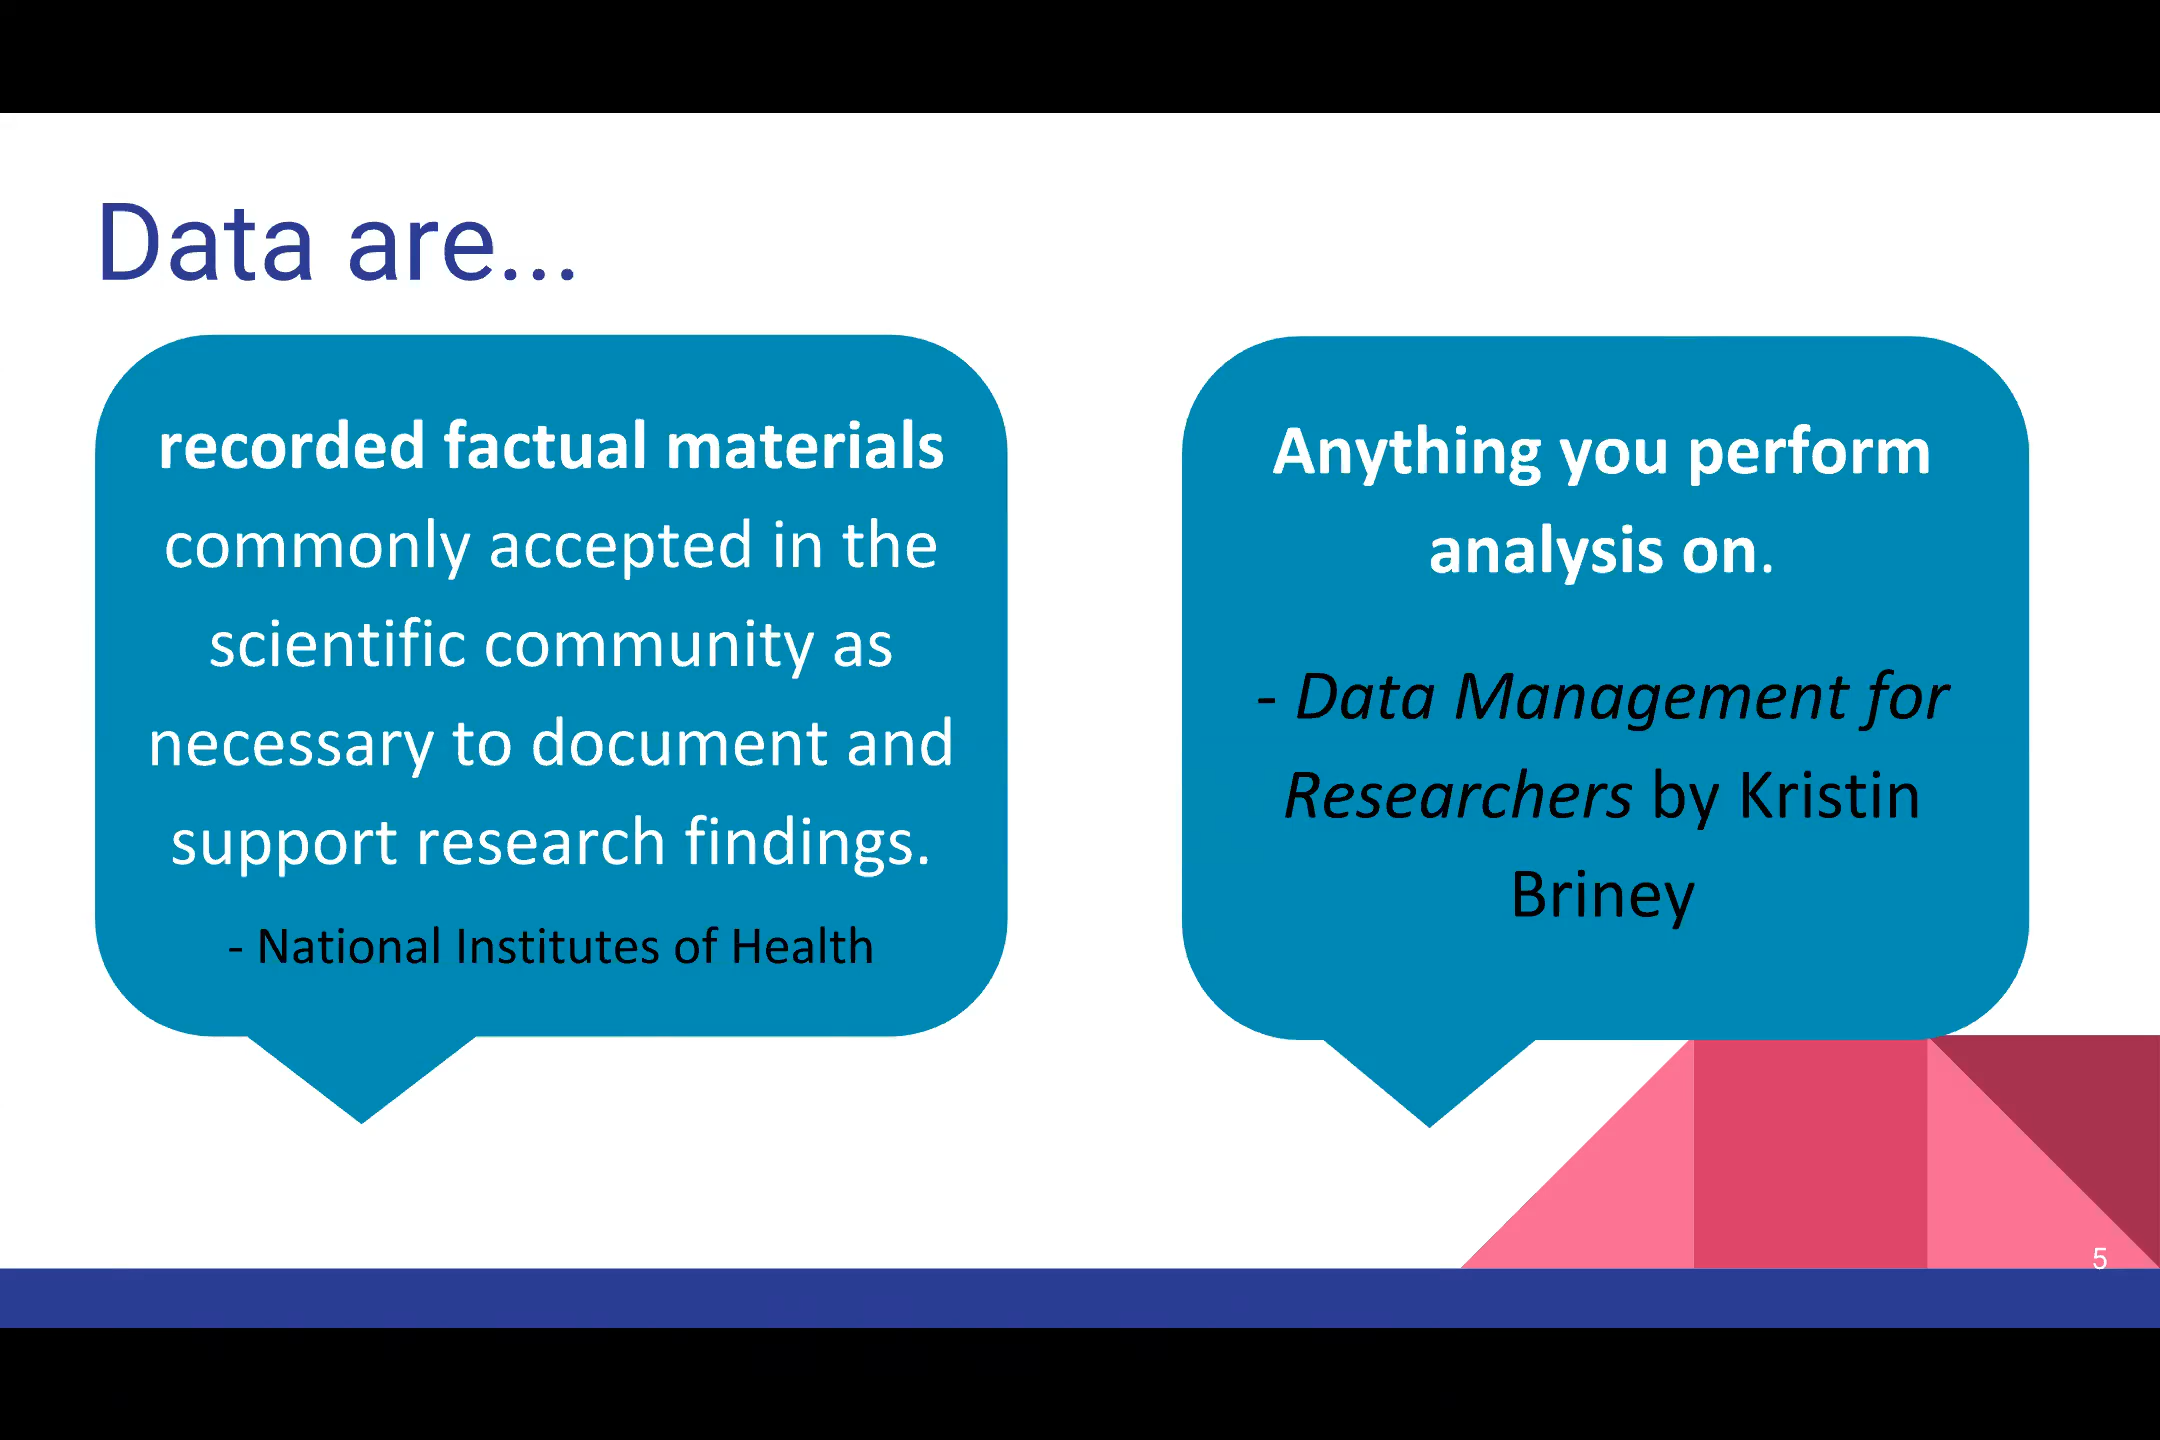 Data are...
recorded factual materials
commonly accepted in the
scientific community as
necessary to document and
support research findings.
- National Institutes of Health
Anything you perform
analysis on.
- Data Management for
Researchers by Kristin
Briney
5